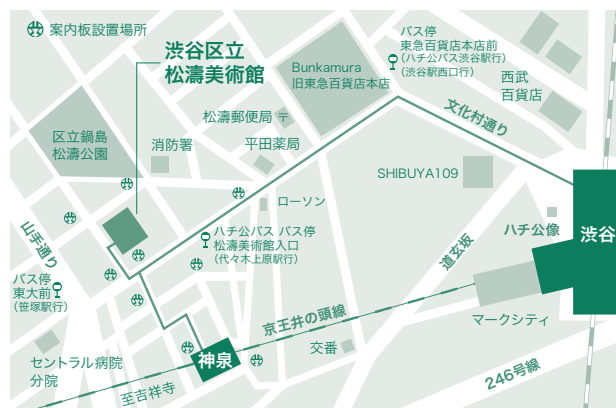 案内板設置場所
渋谷区立
松濤美術館
バス停
東急百貨店本店前
(ハチ公バス渋谷駅行)
(渋谷駅西口行)
Bunkamura
旧東急百貨店本店
西武
百貨店
文化村通り
松濤郵便局 〒
区立鍋島
松濤公園
消防署
平田薬局
SHIBUYA109
ローソン
山手通り
ハチ公バス バス停
松濤美術館入口
(代々木上原駅行)
ハチ公像
渋谷
道玄坂
バス停
東大前
(笹塚駅行)
京王井の頭線
マークシティ
交番
神泉
セントラル病院
分院
至吉祥寺
246号線